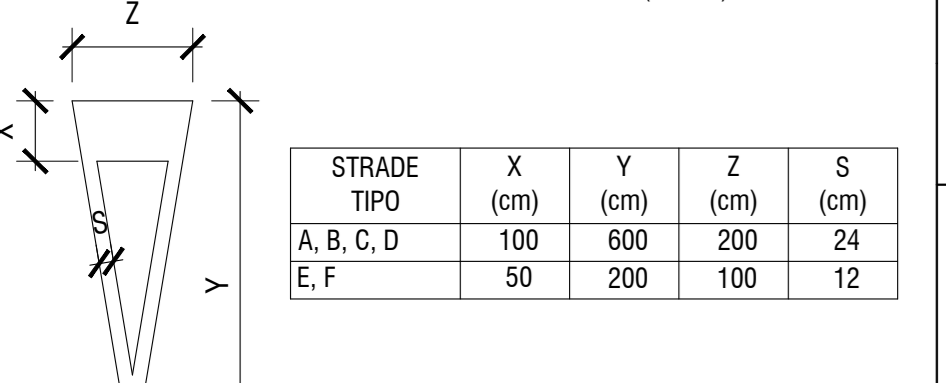 Z
X
S
Y
STRADE TIPO X (cm) Y (cm) Z (cm) S (cm)
A, B, C, D 100 600 200 24
E, F 50 200 100 12